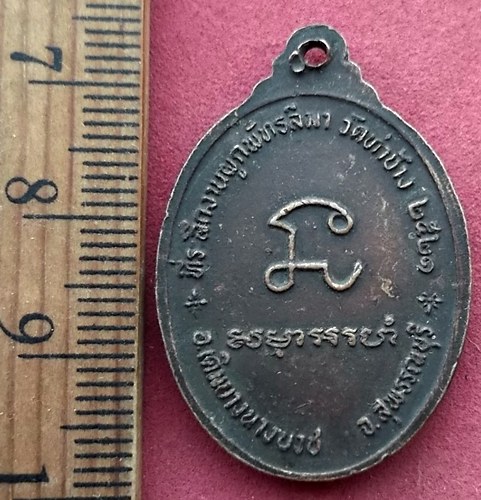 7
8
9
1
ที่ระลึกงานผูกพัทธสีมา วัดท่าช้าง ๒๕๒๑
อ.เดิมบางนางบวช จ.สุพรรณบุรี